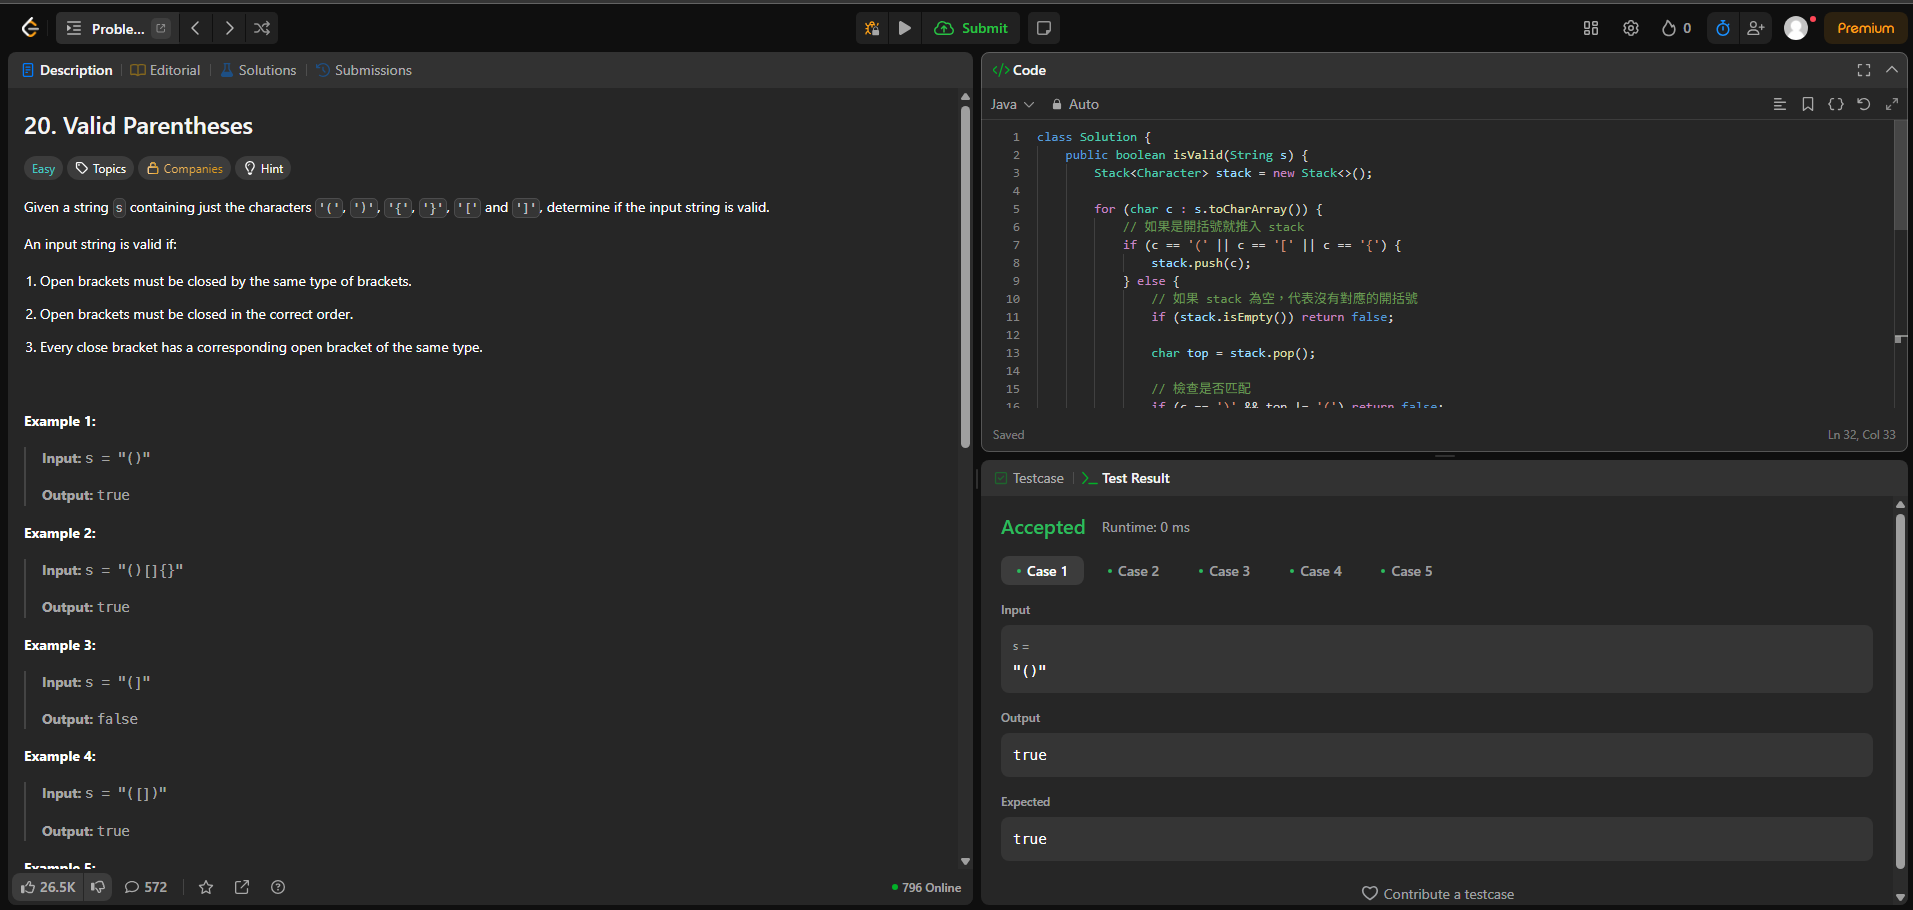 Proble...
Submit
0
Premium
Description
Editorial
Solutions
Submissions
20. Valid Parentheses
Easy
Topics
Companies
Hint
Given a string s containing just the characters '(', ')', '{', '}', '[' and ']', determine if the input string is valid.
An input string is valid if:
1. Open brackets must be closed by the same type of brackets.
2. Open brackets must be closed in the correct order.
3. Every close bracket has a corresponding open bracket of the same type.
Example 1:
Input: s = "()"
Output: true
Example 2:
Input: s = "()[]{}"
Output: true
Example 3:
Input: s = "(]"
Output: false
Example 4:
Input: s = "([])"
Output: true
Example 5:
26.5K
572
796 Online
</> Code
Java
Auto
1 class Solution {
2 public boolean isValid(String s) {
3 Stack<Character> stack = new Stack<>();
4
5 for (char c : s.toCharArray()) {
6 // 如果是開括號就推入 stack
7 if (c == '(' || c == '[' || c == '{') {
8 stack.push(c);
9 } else {
10 // 如果 stack 為空，代表沒有對應的開括號
11 if (stack.isEmpty()) return false;
12
13 char top = stack.pop();
14
15 // 檢查是否匹配
16 if (c == ')' && top != '(') return false;
Saved
Ln 32, Col 33
Testcase
Test Result
Accepted
Runtime: 0 ms
Case 1
Case 2
Case 3
Case 4
Case 5
Input
s =
"()"
Output
true
Expected
true
Contribute a testcase